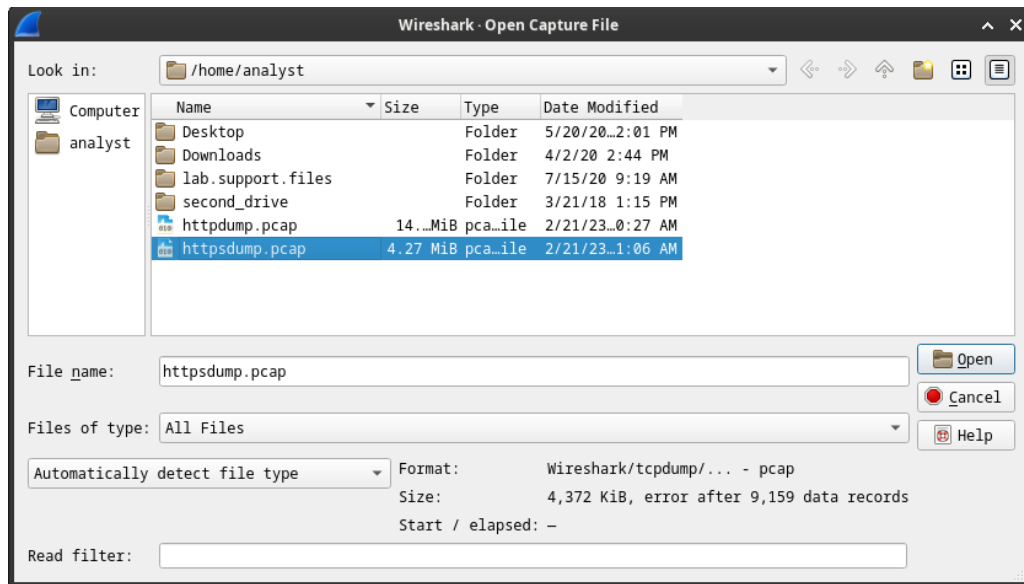 Wireshark · Open Capture File
Look in: /home/analyst
Computer
analyst
Name Size Type Date Modified
Desktop Folder 5/20/20…2:01 PM
Downloads Folder 4/2/20 2:44 PM
lab.support.files Folder 7/15/20 9:19 AM
second_drive Folder 3/21/18 1:15 PM
httpdump.pcap 14.…MiB pca…ile 2/21/23…0:27 AM
httpsdump.pcap 4.27 MiB pca…ile 2/21/23…1:06 AM
File name: httpsdump.pcap
Open
Cancel
Files of type: All Files
Help
Automatically detect file type
Format: Wireshark/tcpdump/... - pcap
Size: 4,372 KiB, error after 9,159 data records
Start / elapsed: —
Read filter: